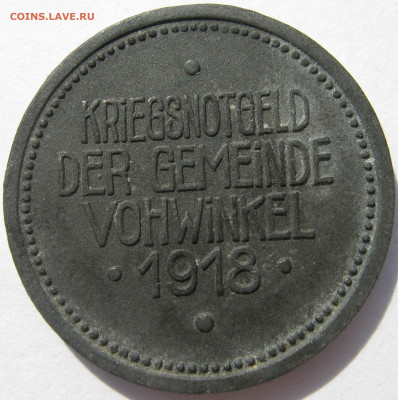 COINS.LAVE.RU
KRiEGSNOTGELD
DER GEMEiNDE
VOHWiNKEL
· 1918 ·